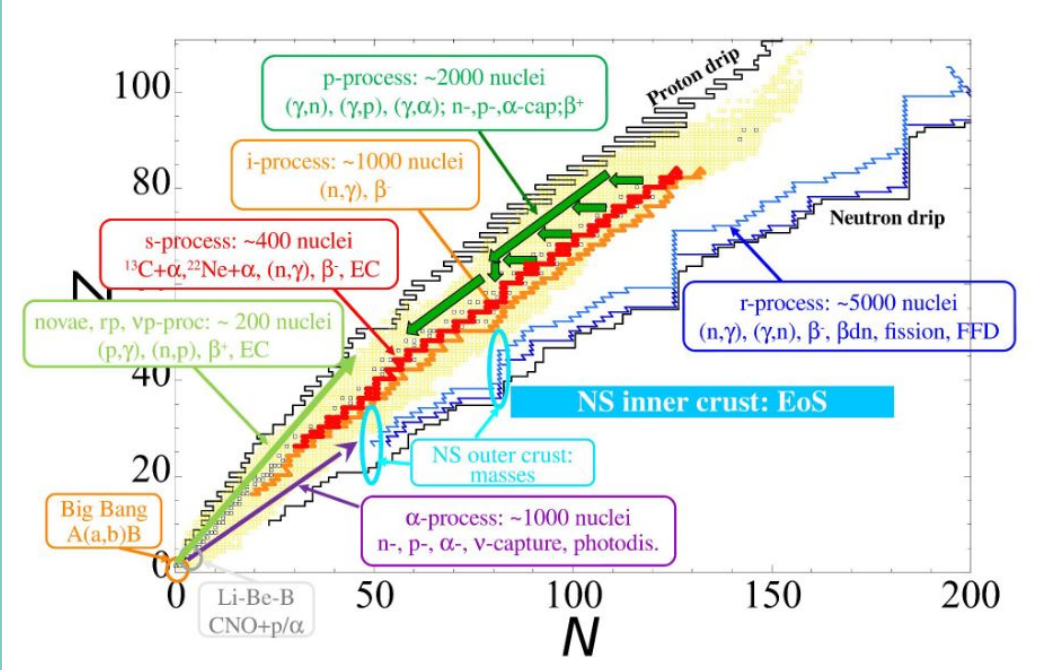 100
80
40
20
0
Z
p-process: ~2000 nuclei
(γ,n), (γ,p), (γ,α); n-,p-,α-cap;β⁺
Proton drip
i-process: ~1000 nuclei
(n,γ), β⁻
s-process: ~400 nuclei
¹³C+α,²²Ne+α, (n,γ), β⁻, EC
Neutron drip
novae, rp, νp-proc: ~ 200 nuclei
(p,γ), (n,p), β⁺, EC
r-process: ~5000 nuclei
(n,γ), (γ,n), β⁻, βdn, fission, FFD
NS inner crust: EoS
NS outer crust:
masses
Big Bang
A(a,b)B
α-process: ~1000 nuclei
n-, p-, α-, ν-capture, photodis.
Li-Be-B
CNO+p/α
0 50 100 150 200
N